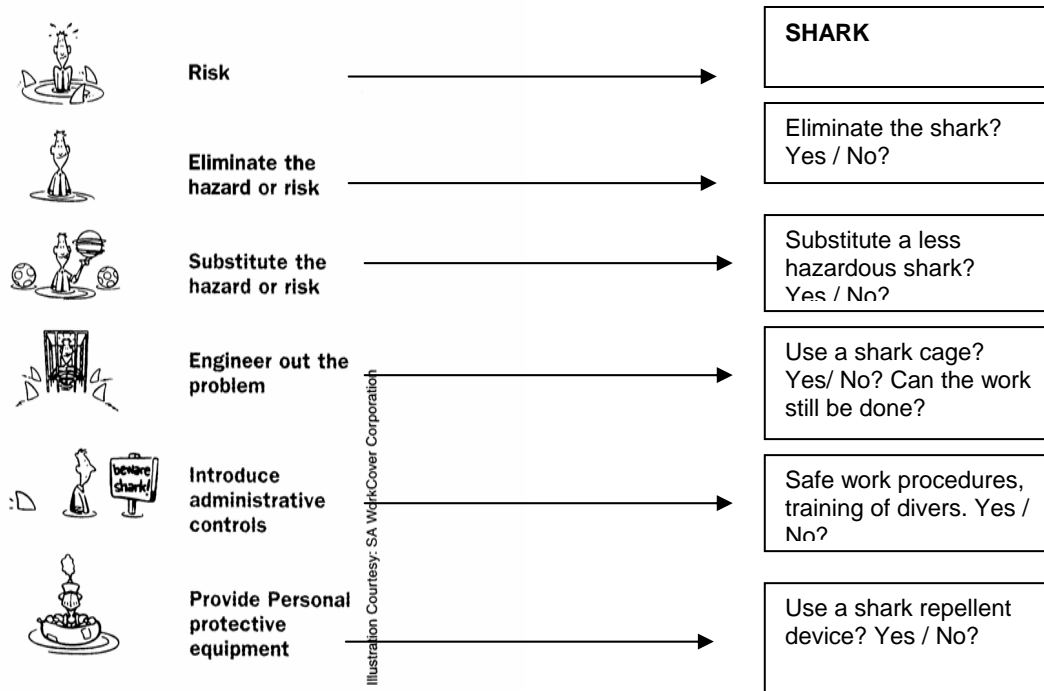 Risk
SHARK
Eliminate the
hazard or risk
Eliminate the shark?
Yes / No?
Substitute the
hazard or risk
Substitute a less
hazardous shark?
Yes / No?
Engineer out the
problem
Use a shark cage?
Yes/ No? Can the work
still be done?
beware
shark!
Introduce
administrative
controls
Safe work procedures,
training of divers. Yes /
No?
Provide Personal
protective
equipment
Use a shark repellent
device? Yes / No?
Illustration Courtesy: SA WorkCover Corporation